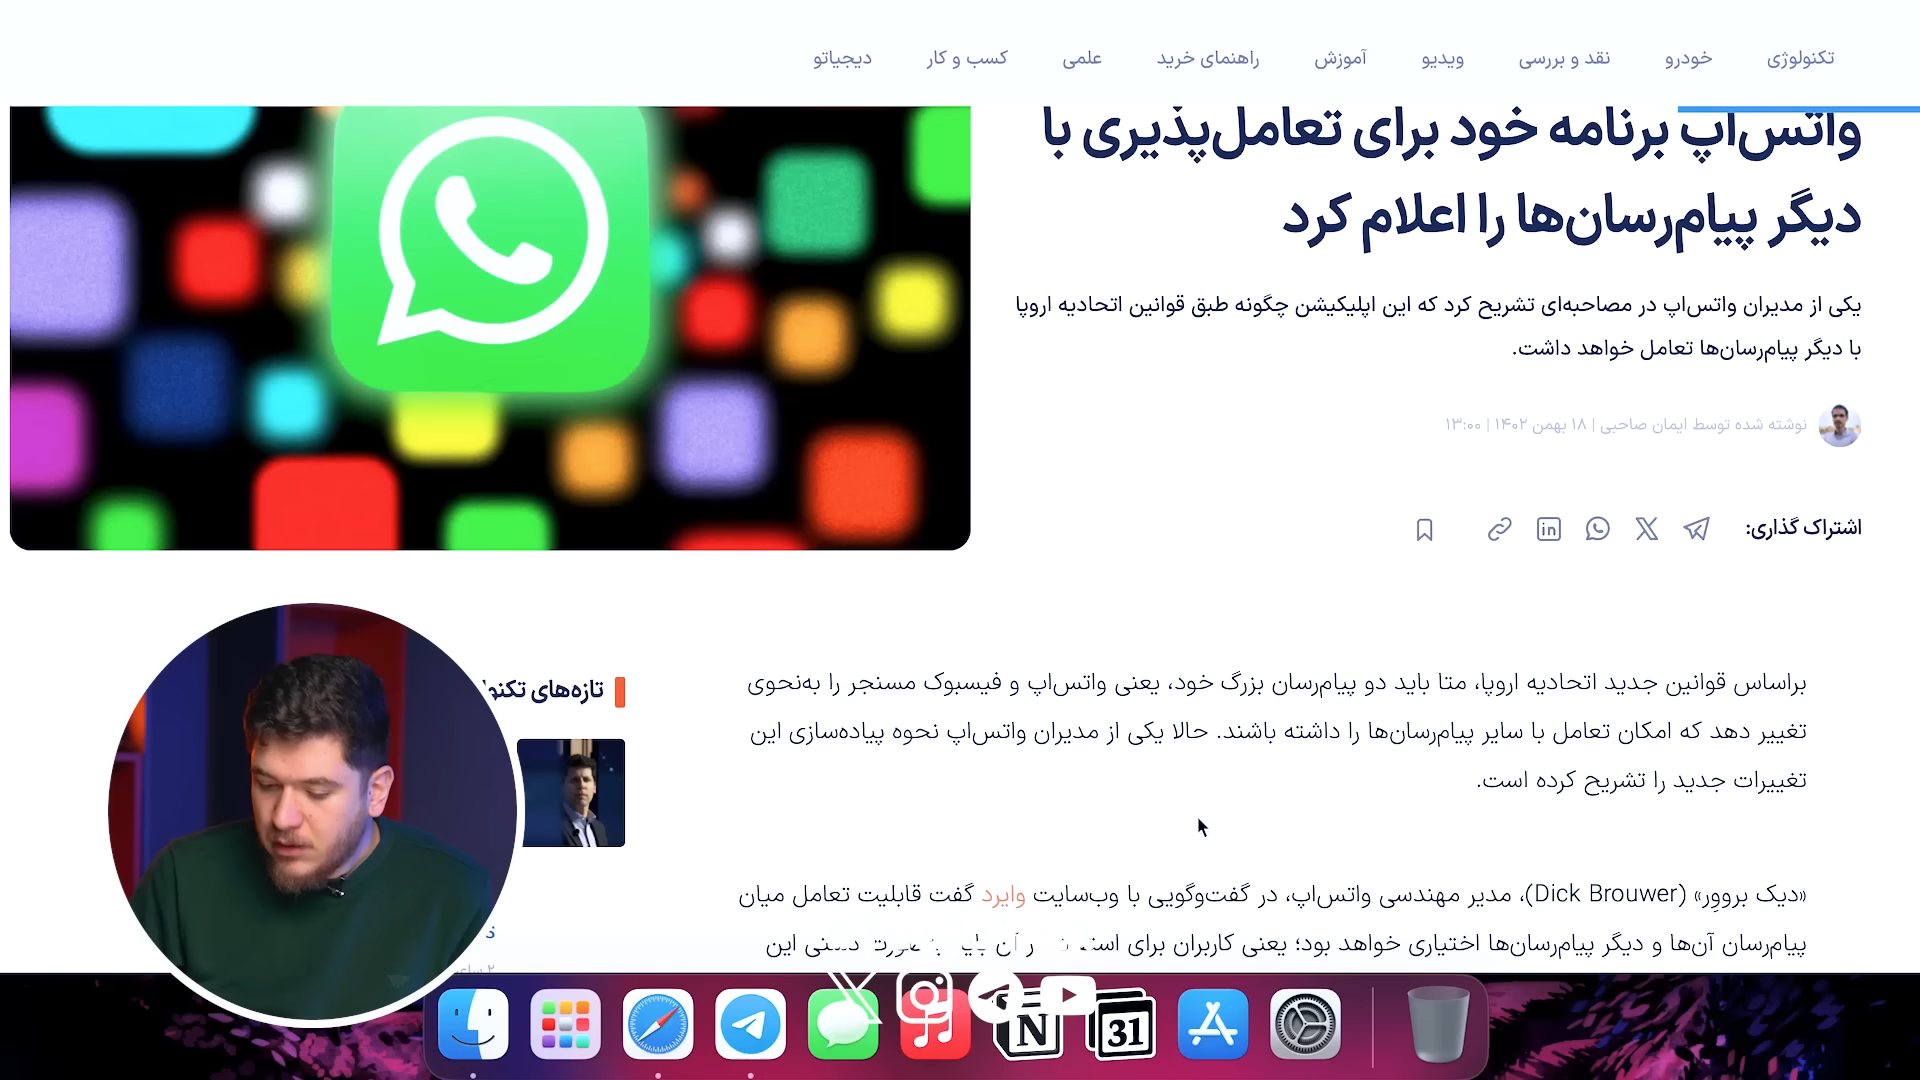 تکنولوژی خودرو نقد و بررسی ویدیو آموزش راهنمای خرید علمی کسب و کار دیجیاتو
واتس‌اپ برنامه خود برای تعامل‌پذیری با
دیگر پیام‌رسان‌ها را اعلام کرد
یکی از مدیران واتس‌اپ در مصاحبه‌ای تشریح کرد که این اپلیکیشن چگونه طبق قوانین اتحادیه اروپا
با دیگر پیام‌رسان‌ها تعامل خواهد داشت.
نوشته شده توسط ایمان صاحبی | ۱۸ بهمن ۱۴۰۲ | ۱۳:۰۰
اشتراک گذاری:
براساس قوانین جدید اتحادیه اروپا، متا باید دو پیام‌رسان بزرگ خود، یعنی واتس‌اپ و فیسبوک مسنجر را به‌نحوی
تغییر دهد که امکان تعامل با سایر پیام‌رسان‌ها را داشته باشند. حالا یکی از مدیران واتس‌اپ نحوه پیاده‌سازی این
تغییرات جدید را تشریح کرده است.
«دیک بروور» (Dick Brouwer)، مدیر مهندسی واتس‌اپ، در گفت‌وگویی با وب‌سایت وایرد گفت قابلیت تعامل میان
پیام‌رسان آن‌ها و دیگر پیام‌رسان‌ها اختیاری خواهد بود؛ یعنی کاربران برای از آن این
تازه‌های
۲
31